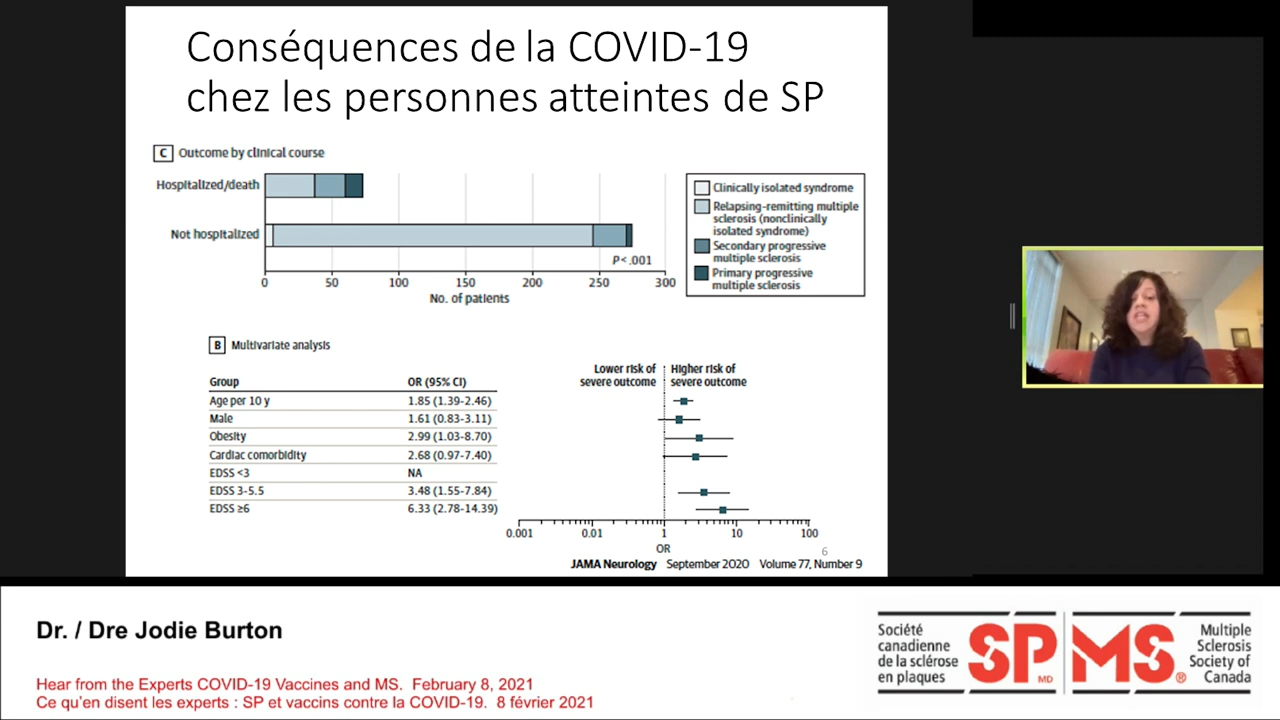 Conséquences de la COVID-19
chez les personnes atteintes de SP
C Outcome by clinical course
Hospitalized/death
Not hospitalized
P<.001
0 50 100 150 200 250 300
No. of patients
Clinically isolated syndrome
Relapsing-remitting multiple
sclerosis (nonclinically
isolated syndrome)
Secondary progressive
multiple sclerosis
Primary progressive
multiple sclerosis
B Multivariate analysis
Group OR (95% CI)
Age per 10 y 1.85 (1.39-2.46)
Male 1.61 (0.83-3.11)
Obesity 2.99 (1.03-8.70)
Cardiac comorbidity 2.68 (0.97-7.40)
EDSS <3 NA
EDSS 3-5.5 3.48 (1.55-7.84)
EDSS ≥6 6.33 (2.78-14.39)
Lower risk of
severe outcome
Higher risk of
severe outcome
0.001 0.01 1 10 100
OR
6
JAMA Neurology September 2020 Volume 77, Number 9
Dr. / Dre Jodie Burton
Hear from the Experts COVID-19 Vaccines and MS. February 8, 2021
Ce qu'en disent les experts : SP et vaccins contre la COVID-19. 8 février 2021
Société
canadienne
de la sclérose
en plaques
SP MD
MS ®
Multiple
Sclerosis
Society of
Canada